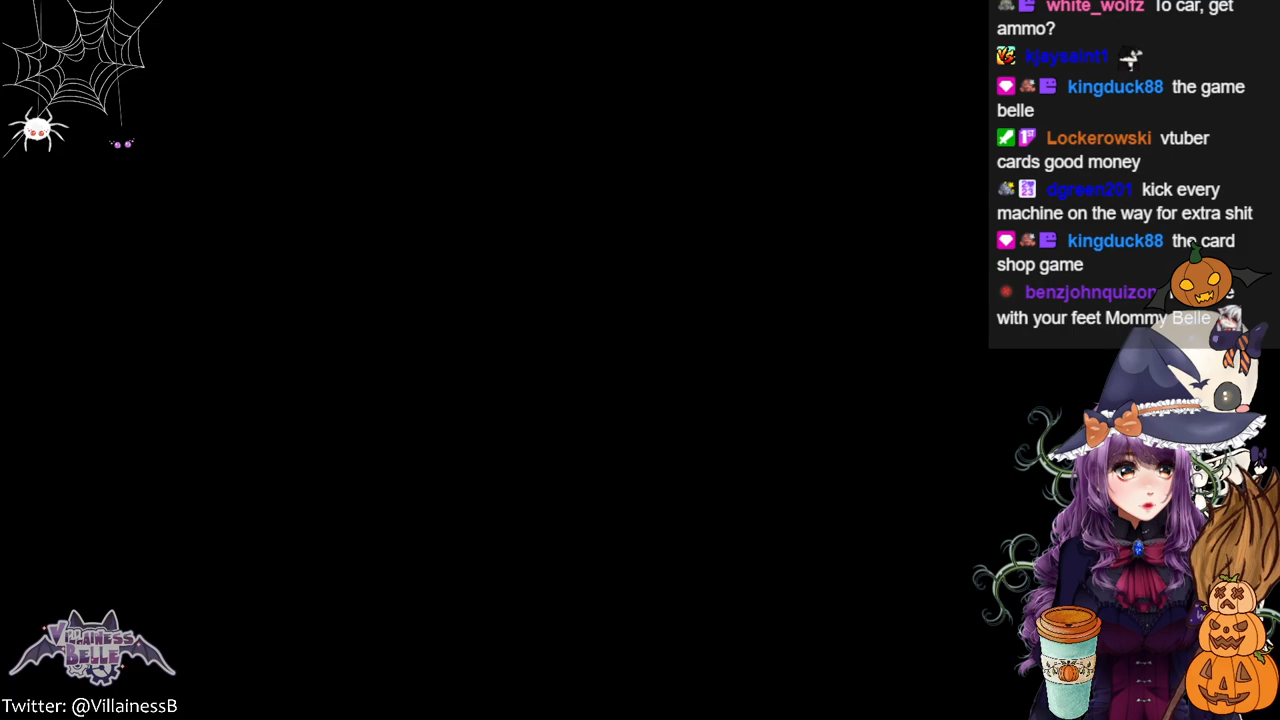 white_wolfz To car, get
ammo?
kjaysaint1
kingduck88 the game
belle
Lockerowski vtuber
cards good money
dgreen201 kick every
machine on the way for extra shit
kingduck88 the card
shop game
benzjohnquizon
with your feet Mommy Belle
VILLAINESS
BELLE
Twitter: @VillainessB